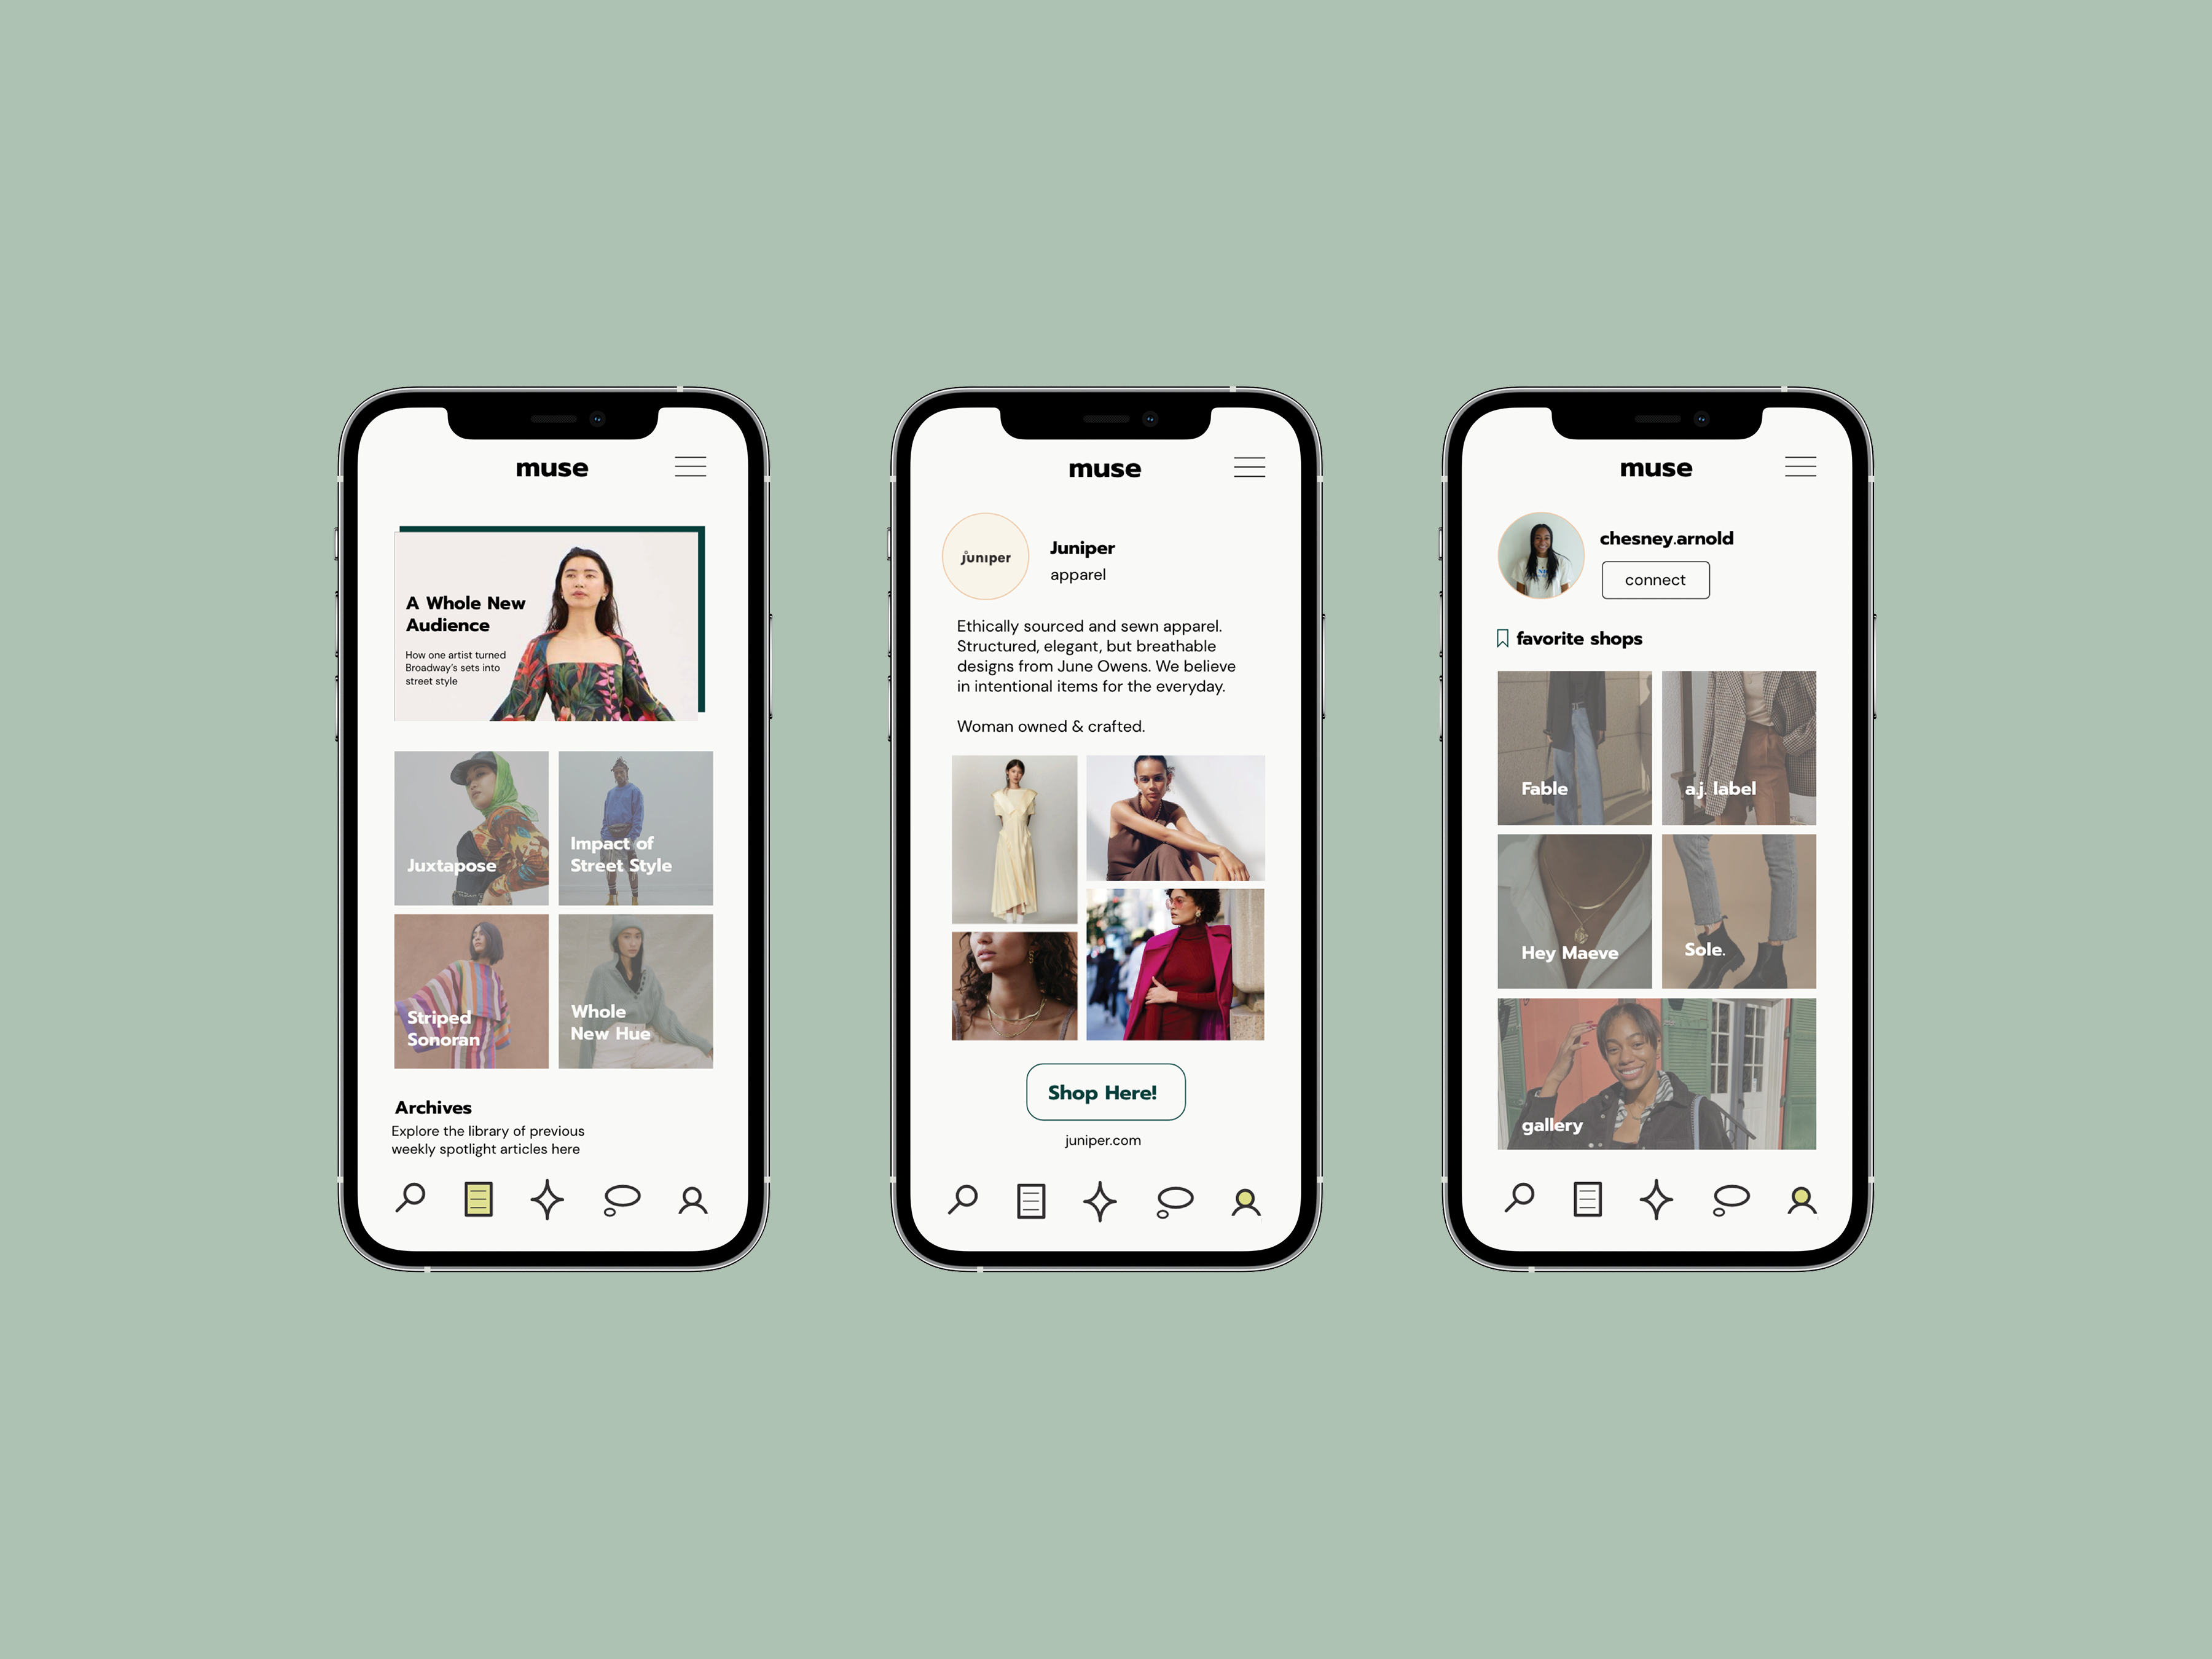 muse
A Whole New
Audience
How one artist turned
Broadway's sets into
street style
Juxtapose
Impact of
Street Style
Striped
Sonoran
Whole
New Hue
Archives
Explore the library of previous
weekly spotlight articles here
muse
juniper
Juniper
apparel
Ethically sourced and sewn apparel.
Structured, elegant, but breathable
designs from June Owens. We believe
in intentional items for the everyday.
Woman owned & crafted.
Shop Here!
juniper.com
muse
chesney.arnold
connect
favorite shops
Fable
a.j. label
Hey Maeve
Sole.
gallery